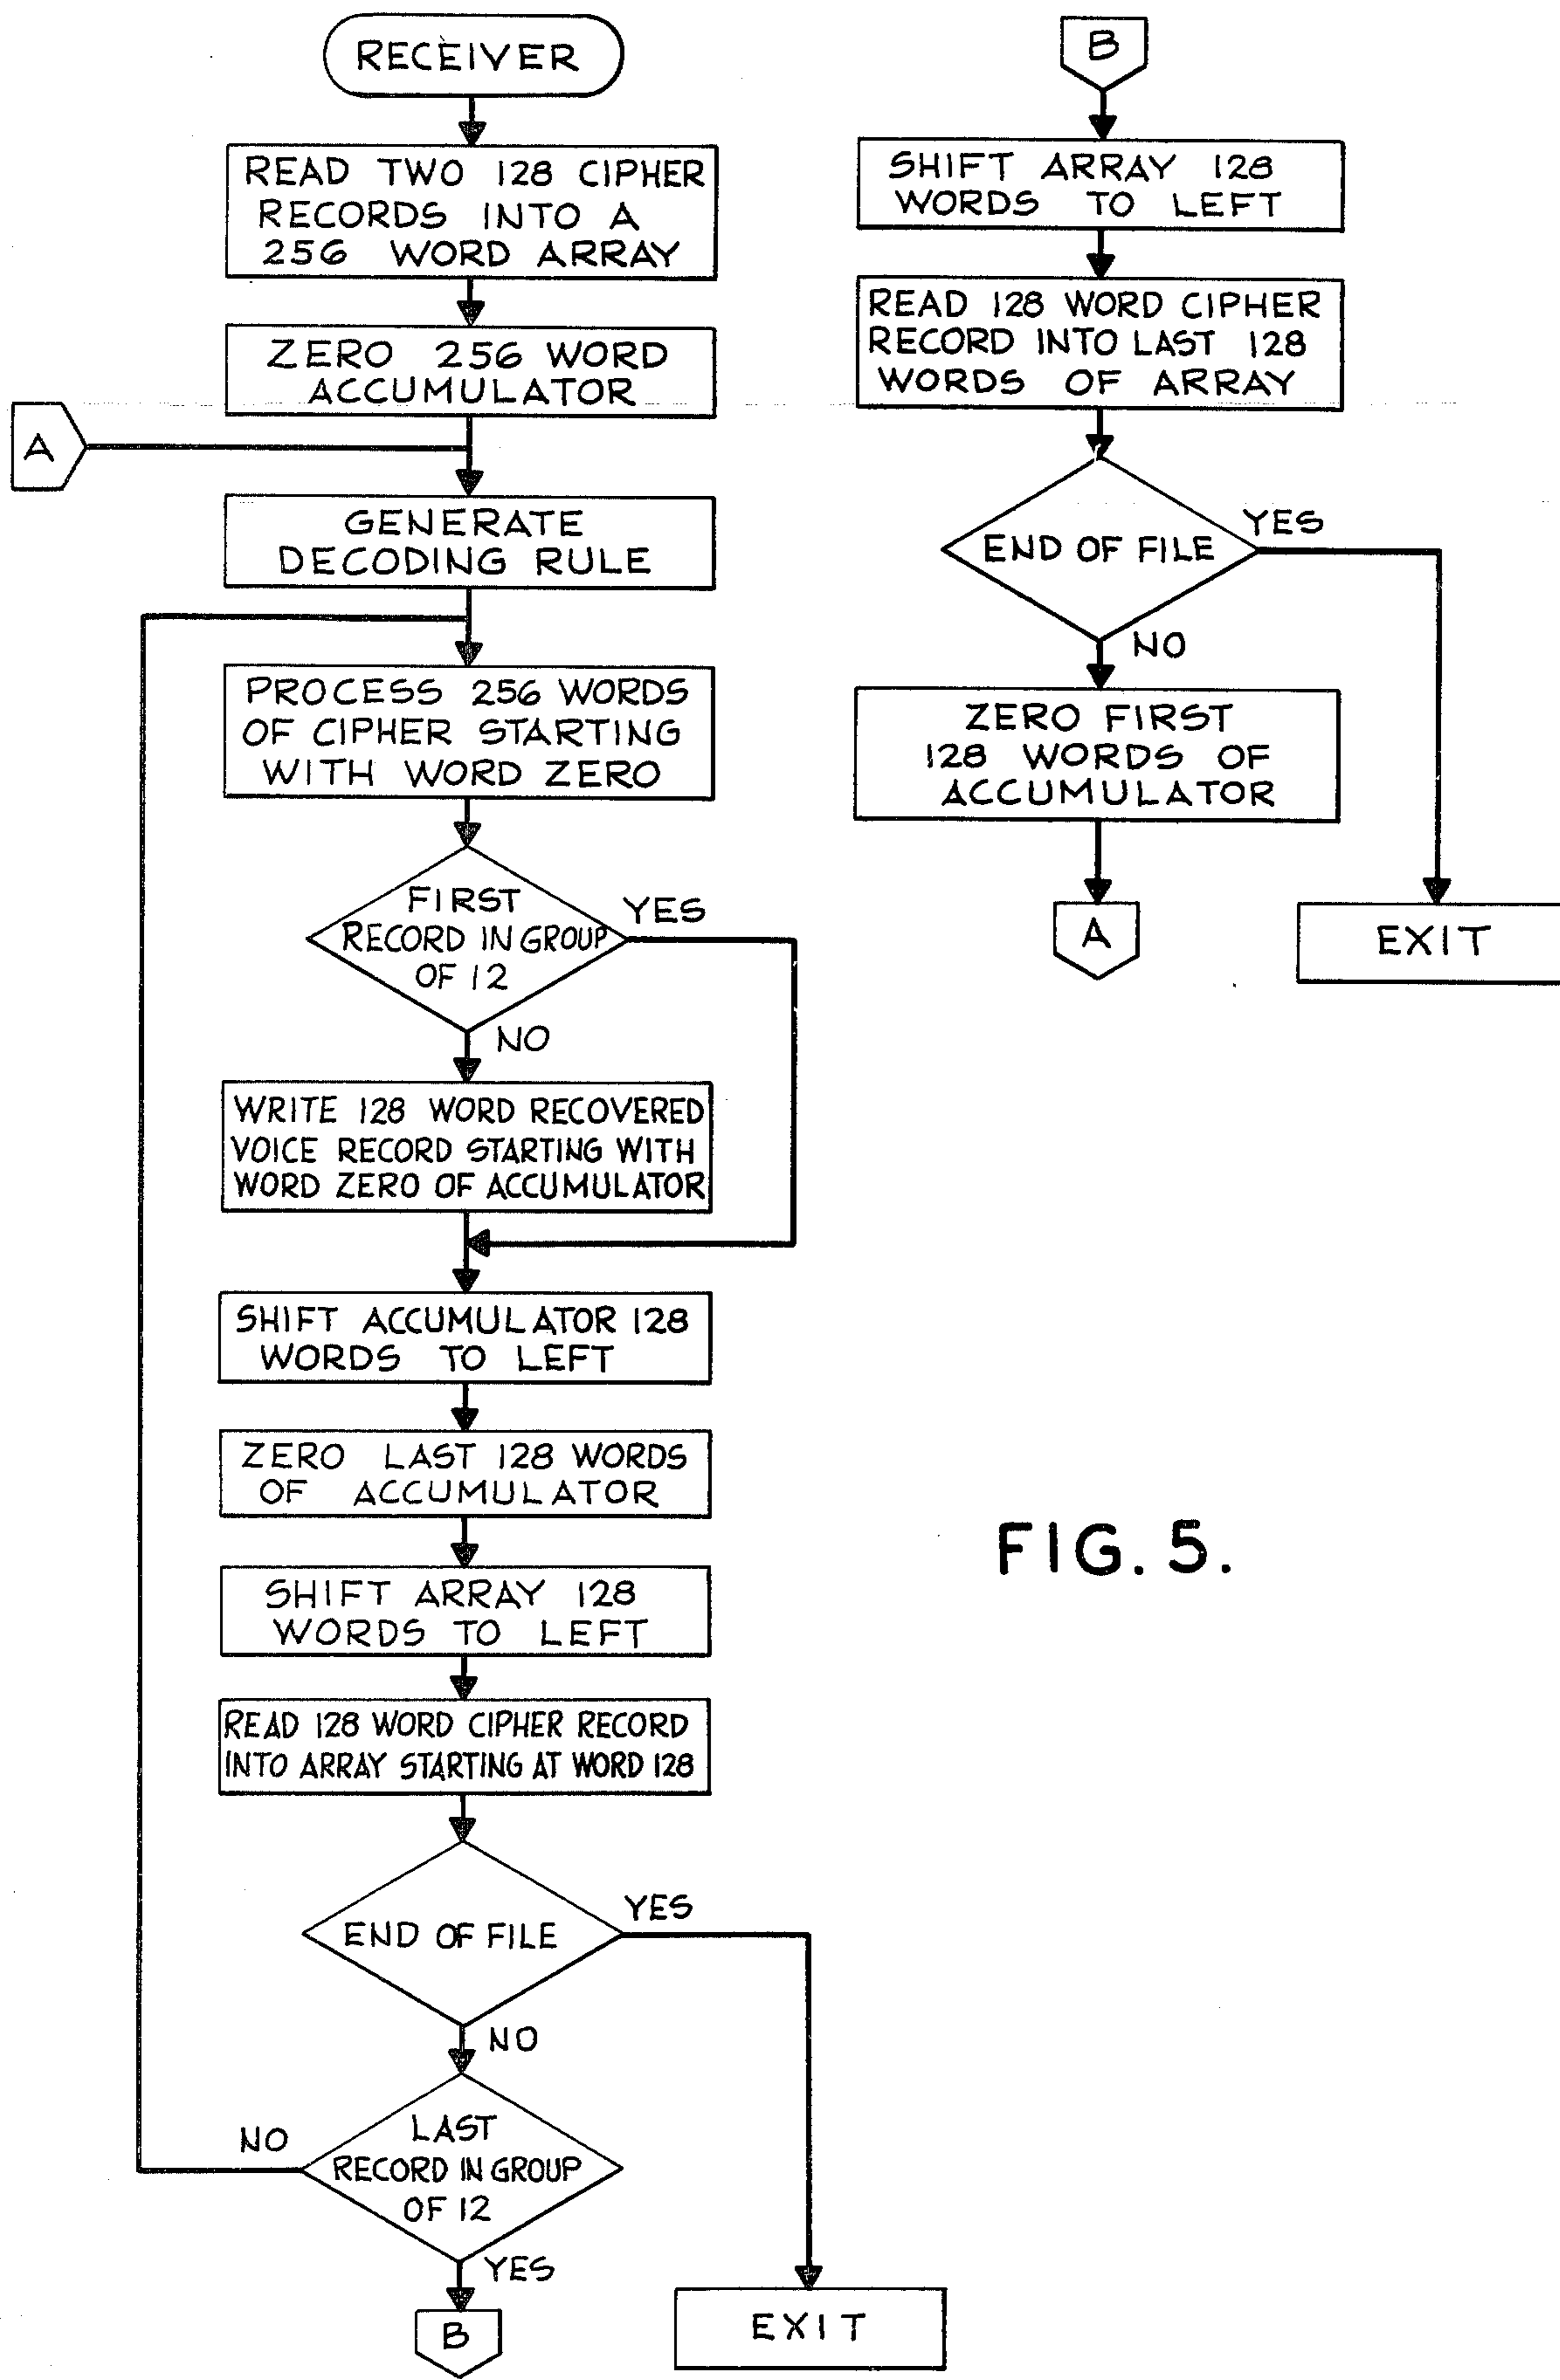 RECEIVER
READ TWO 128 CIPHER
RECORDS INTO A
256 WORD ARRAY
ZERO 256 WORD
ACCUMULATOR
A
GENERATE
DECODING RULE
PROCESS 256 WORDS
OF CIPHER STARTING
WITH WORD ZERO
FIRST
RECORD IN GROUP
OF 12
YES
NO
WRITE 128 WORD RECOVERED
VOICE RECORD STARTING WITH
WORD ZERO OF ACCUMULATOR
SHIFT ACCUMULATOR 128
WORDS TO LEFT
ZERO LAST 128 WORDS
OF ACCUMULATOR
SHIFT ARRAY 128
WORDS TO LEFT
READ 128 WORD CIPHER RECORD
INTO ARRAY STARTING AT WORD 128
END OF FILE
YES
NO
LAST
RECORD IN GROUP
OF 12
NO
YES
B
EXIT
B
SHIFT ARRAY 128
WORDS TO LEFT
READ 128 WORD CIPHER
RECORD INTO LAST 128
WORDS OF ARRAY
END OF FILE
YES
NO
ZERO FIRST
128 WORDS OF
ACCUMULATOR
A
EXIT
FIG. 5.